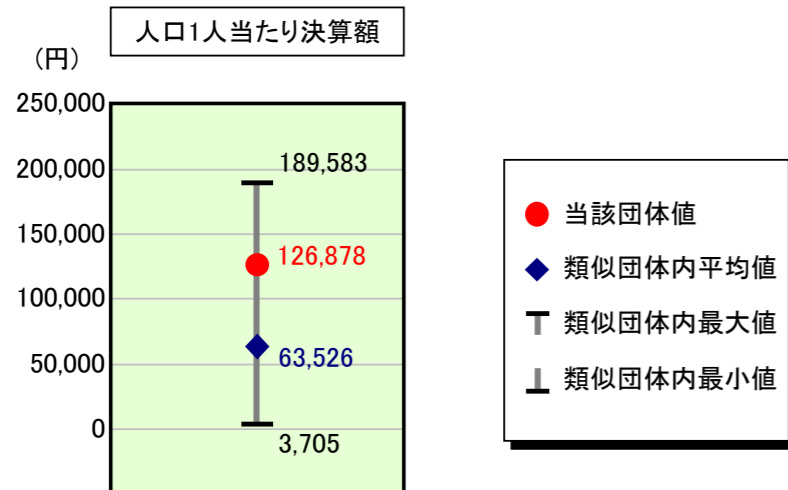 人口1人当たり決算額
(円)
250,000
200,000
150,000
100,000
50,000
0
189,583
126,878
63,526
3,705
当該団体値
類似団体内平均値
類似団体内最大値
類似団体内最小値